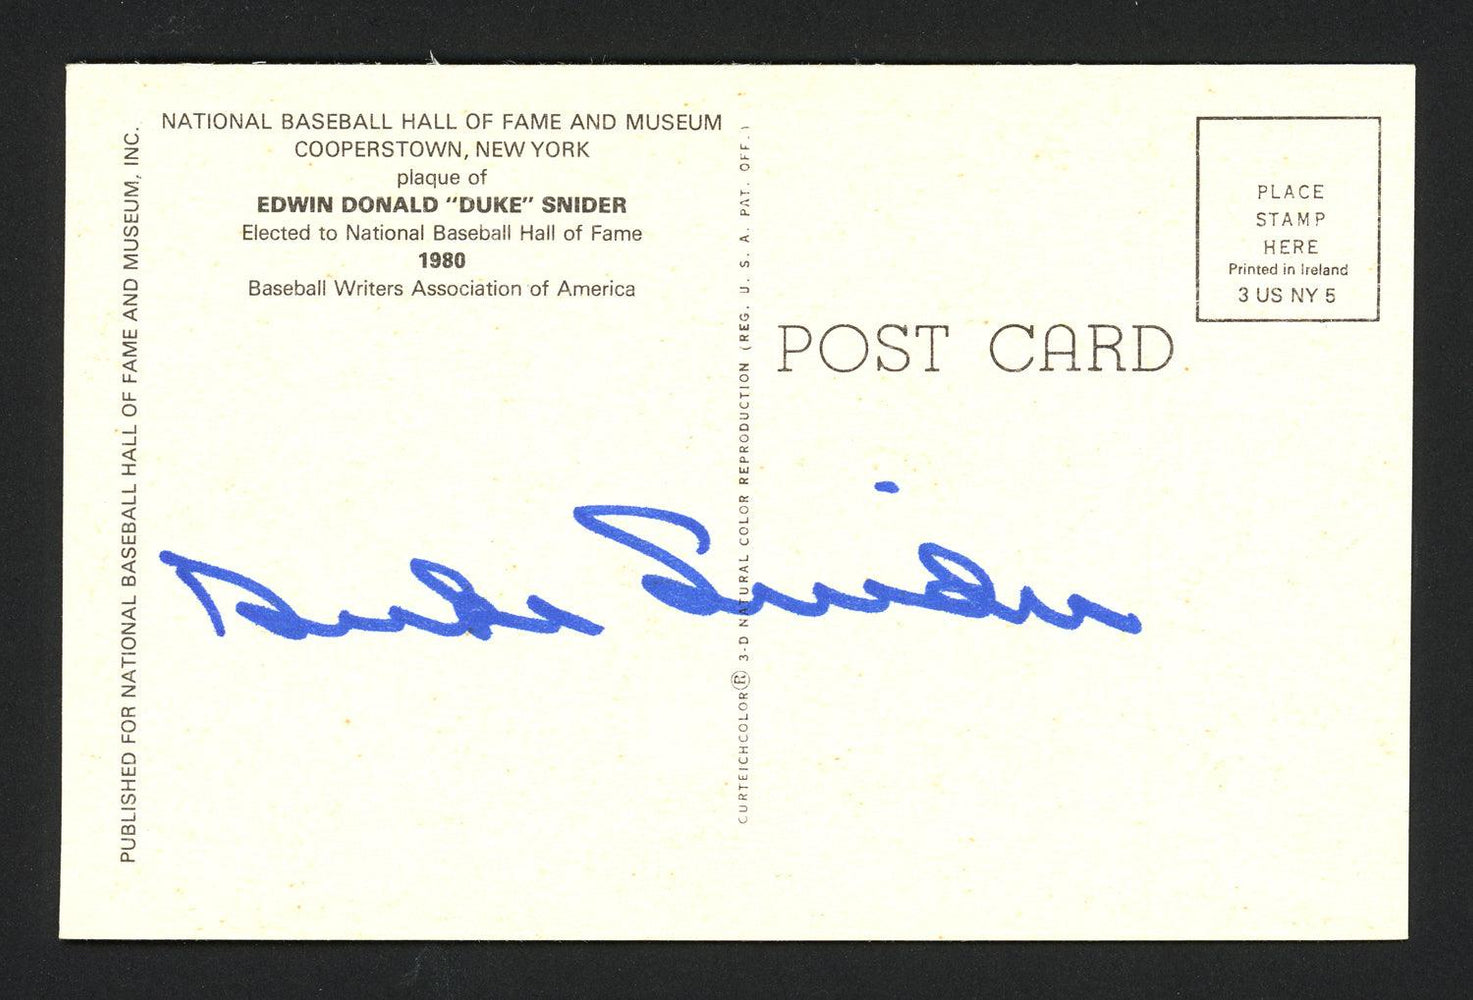 NATIONAL BASEBALL HALL OF FAME AND MUSEUM
COOPERSTOWN, NEW YORK
plaque of
EDWIN DONALD "DUKE" SNIDER
Elected to National Baseball Hall of Fame
1980
Baseball Writers Association of America
PUBLISHED FOR NATIONAL BASEBALL HALL OF FAME AND MUSEUM, INC.
CURTEICHCOLOR® 3-D NATURAL COLOR REPRODUCTION (REG. U. S. A. PAT. OFF.)
PLACE
STAMP
HERE
Printed in Ireland
3 US NY 5
POST CARD
Duke Snider